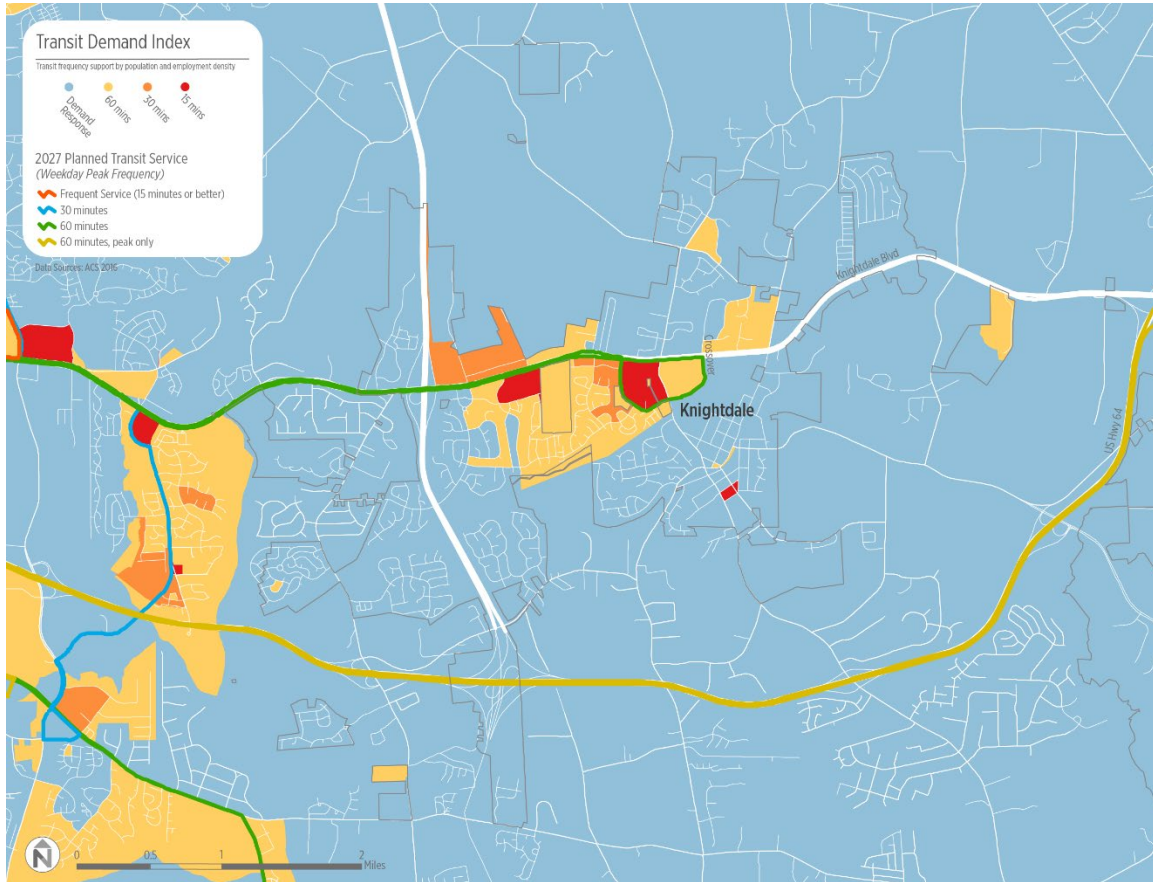 Transit Demand Index
Transit frequency support by population and employment density
Demand
Response
60 mins
30 mins
15 mins
2027 Planned Transit Service
(Weekday Peak Frequency)
Frequent Service (15 minutes or better)
30 minutes
60 minutes
60 minutes, peak only
Data Sources: ACS 2016
Knightdale Blvd
Crossover
Knightdale
US Hwy 64
N
0 0.5 1 2
Miles